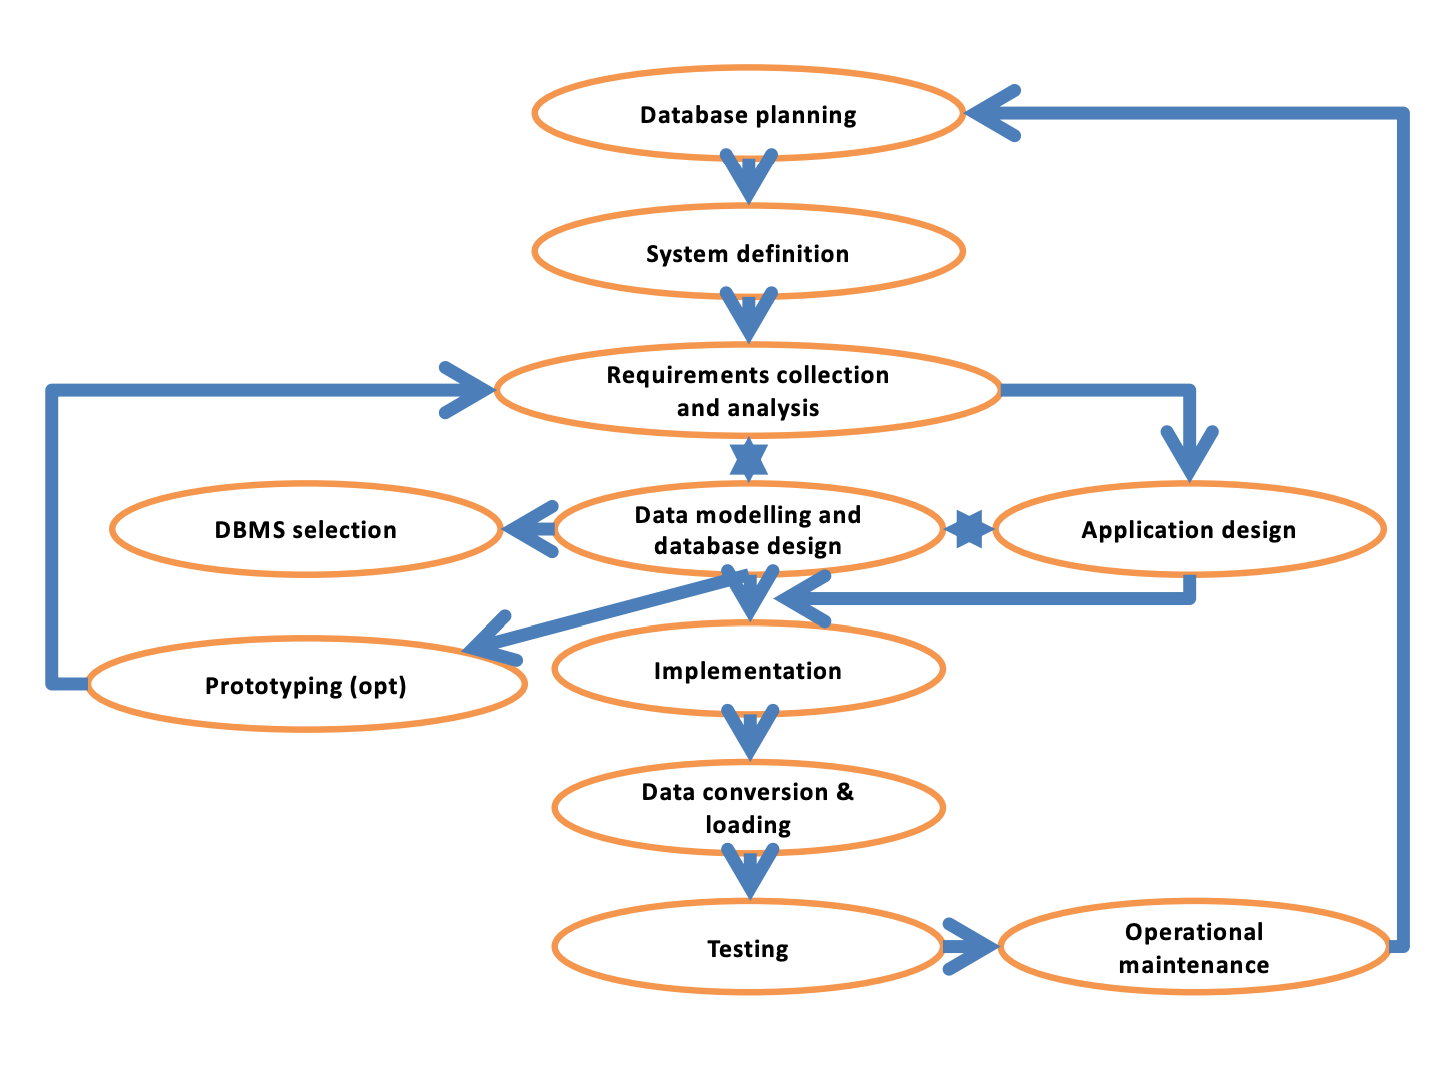 Database planning
System definition
Requirements collection
and analysis
DBMS selection
Data modelling and
database design
Application design
Prototyping (opt)
Implementation
Data conversion &
loading
Testing
Operational
maintenance